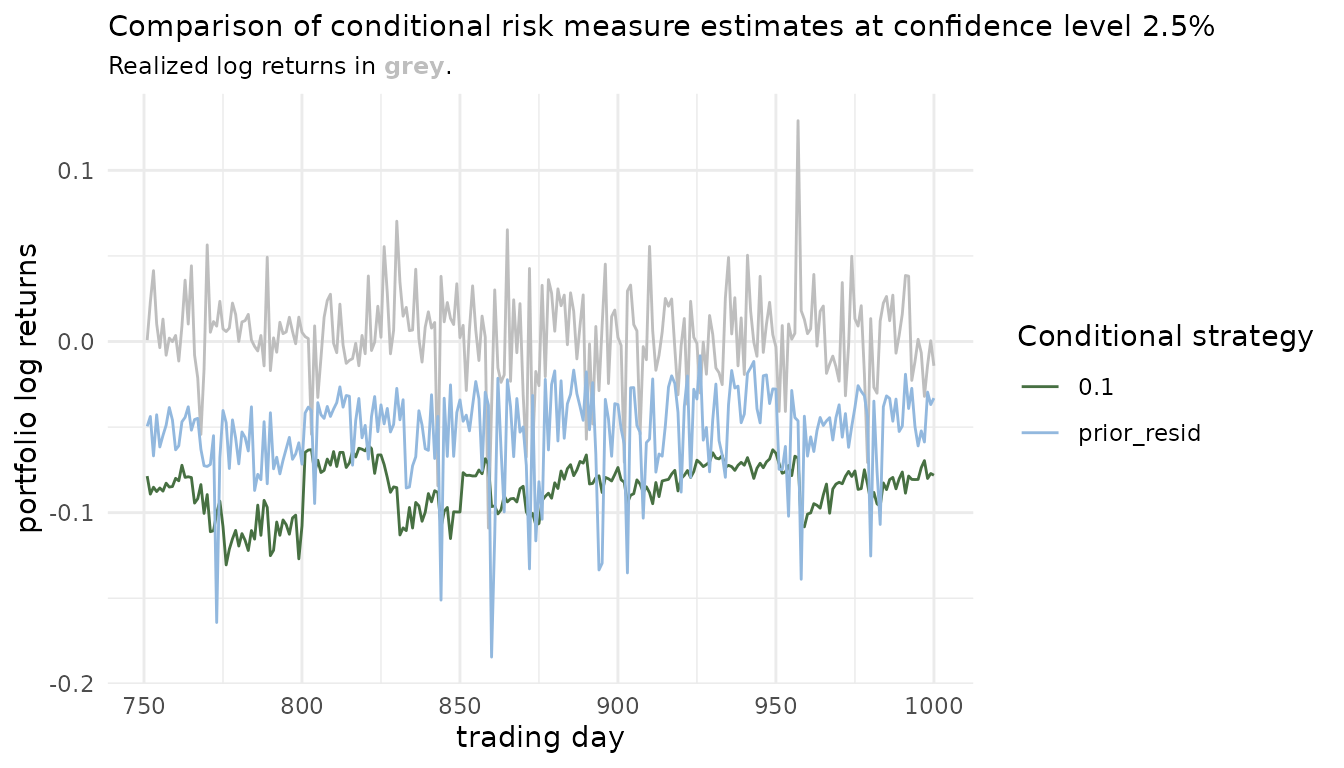 Comparison of conditional risk measure estimates at confidence level 2.5%
Realized log returns in grey.
portfolio log returns
0.1
0.0
-0.1
-0.2
750 800 850 900 950 1000
trading day
Conditional strategy
0.1
prior_resid